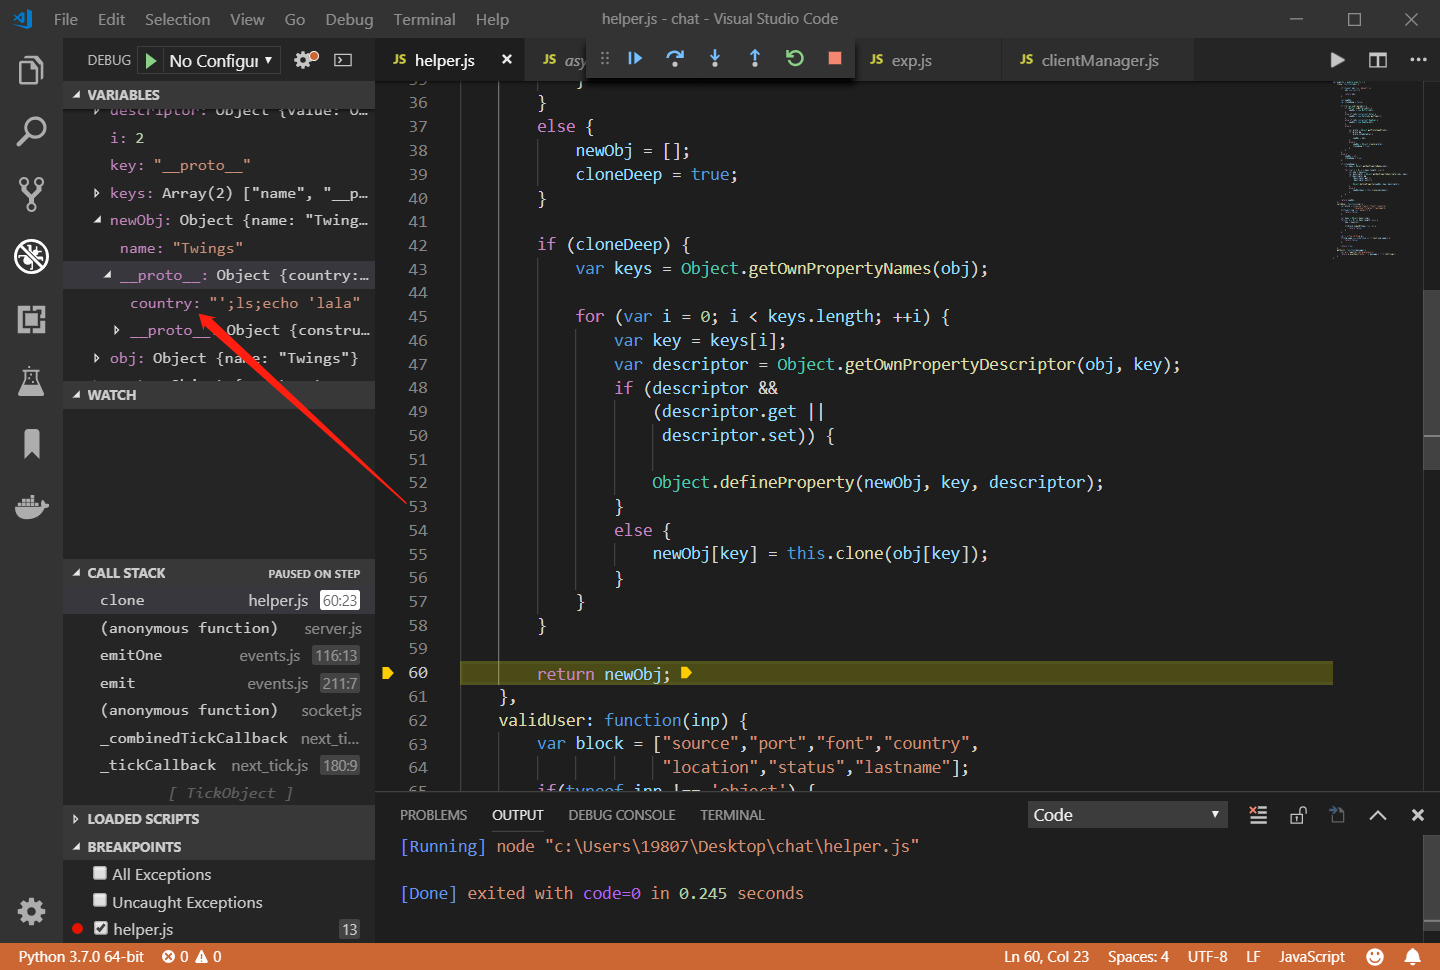 File Edit Selection View Go Debug Terminal Help helper.js - chat - Visual Studio Code
DEBUG No Configur
JS helper.js × JS asy JS exp.js JS clientManager.js
VARIABLES
descriptor: Object {value: O…
i: 2
key: "__proto__"
keys: Array(2) ["name", "__p…
newObj: Object {name: "Twing…
name: "Twings"
__proto__: Object {country:…
country: "';ls;echo 'lala"
__proto__: Object {constru…
obj: Object {name: "Twings"}
WATCH
CALL STACK PAUSED ON STEP
clone helper.js 60:23
(anonymous function) server.js
emitOne events.js 116:13
emit events.js 211:7
(anonymous function) socket.js
_combinedTickCallback next_ti…
_tickCallback next_tick.js 180:9
[ TickObject ]
LOADED SCRIPTS
BREAKPOINTS
All Exceptions
Uncaught Exceptions
helper.js 13
36 }
37 else {
38 newObj = [];
39 cloneDeep = true;
40 }
41
42 if (cloneDeep) {
43 var keys = Object.getOwnPropertyNames(obj);
44
45 for (var i = 0; i < keys.length; ++i) {
46 var key = keys[i];
47 var descriptor = Object.getOwnPropertyDescriptor(obj, key);
48 if (descriptor &&
49 (descriptor.get ||
50 descriptor.set)) {
51
52 Object.defineProperty(newObj, key, descriptor);
53 }
54 else {
55 newObj[key] = this.clone(obj[key]);
56 }
57 }
58 }
59
60 return newObj;
61 },
62 validUser: function(inp) {
63 var block = ["source","port","font","country",
64 "location","status","lastname"];
65 if(typeof inp !== 'object') {
PROBLEMS OUTPUT DEBUG CONSOLE TERMINAL Code
[Running] node "c:\Users\19807\Desktop\chat\helper.js"
[Done] exited with code=0 in 0.245 seconds
Python 3.7.0 64-bit 0 0 Ln 60, Col 23 Spaces: 4 UTF-8 LF JavaScript